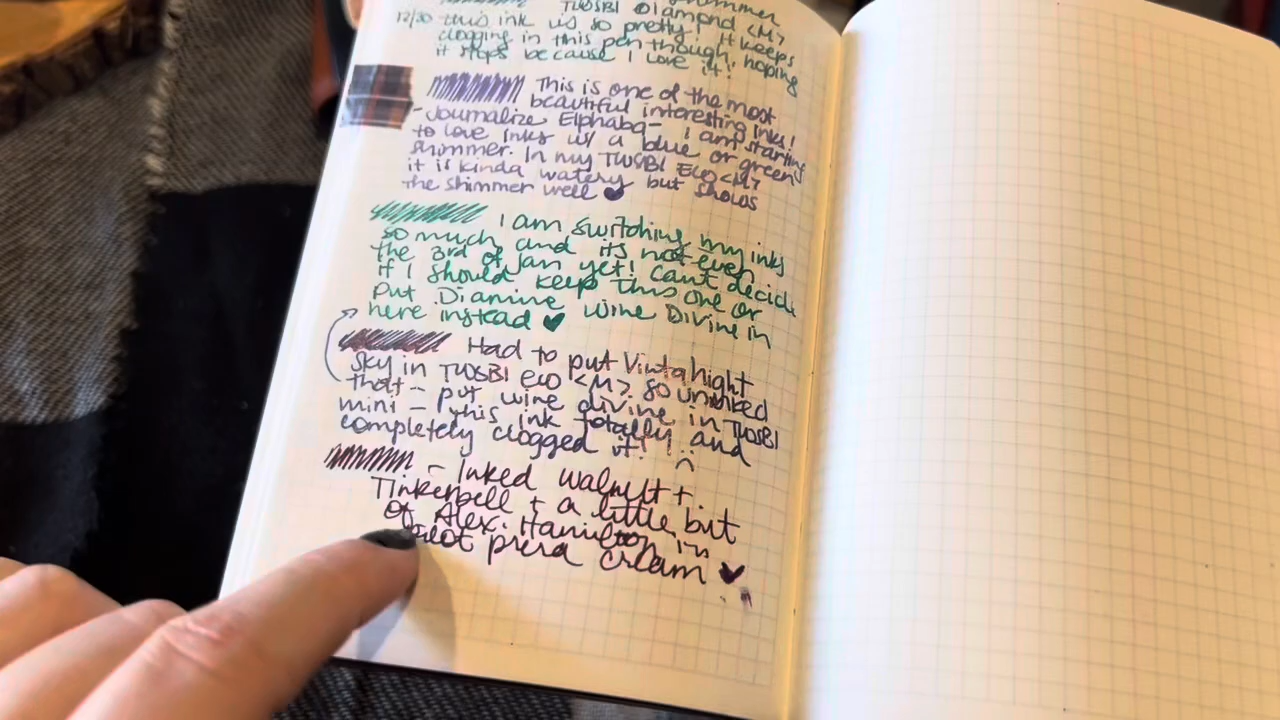 shimmer
TWSBI Diamond <M>
12/30 this ink is so pretty! It keeps
clogging in this pen though, hoping
it stops because I love it!
This is one of the most
beautiful interesting inks!
- Journalize Elphaba - I am starting
to love inks w/ a blue or green
shimmer. In my TWSBI Eco <M>
it is kinda watery but shows
the shimmer well
I am switching my inks
so much and its not even
the 3rd of Jan yet! Can't decide
if I should keep this one or
put Diamine Wine Divine in
here instead
Had to put Vinta Night
Sky in TWSBI eco <M> so uninked
that - put wine divine in TWSBI
mini - this ink totally and
completely clogged it!
- Inked Walnut +
Tinkerbell + a little but
of Alex. Hamilton in
Pilot prera cream